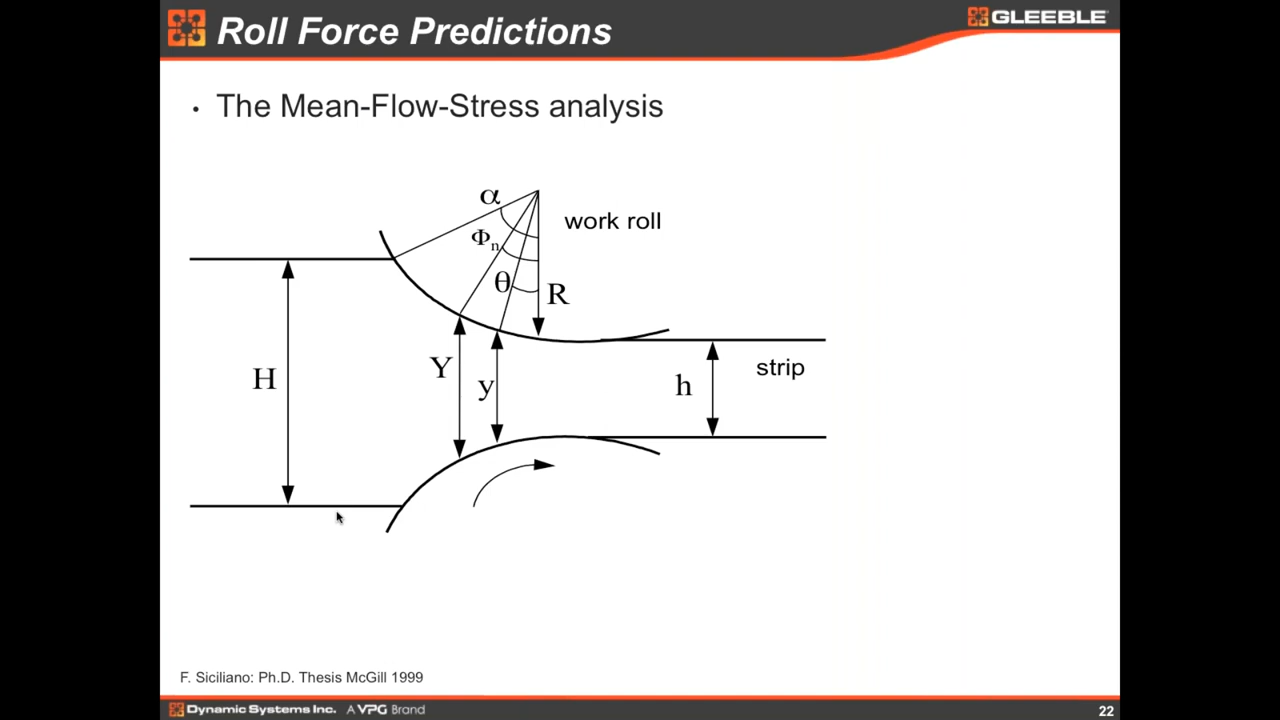 Roll Force Predictions
GLEEBLE
• The Mean-Flow-Stress analysis
α
work roll
Φn
θ
R
H
Y
y
h
strip
F. Siciliano: Ph.D. Thesis McGill 1999
Dynamic Systems Inc. A VPG Brand
22